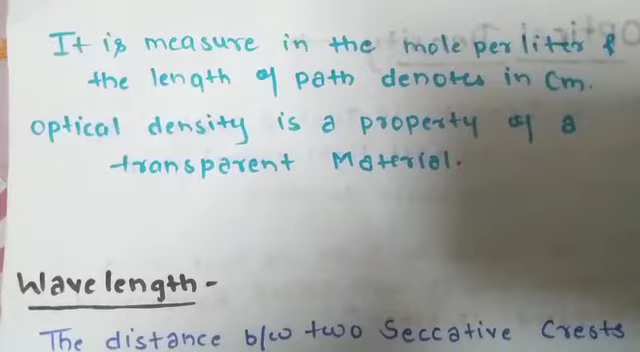 It is measure in the mole per liter &
the length of path denotes in cm.
optical density is a property of a
transparent Material.
Wavelength -
The distance b/w two Seccative Crests